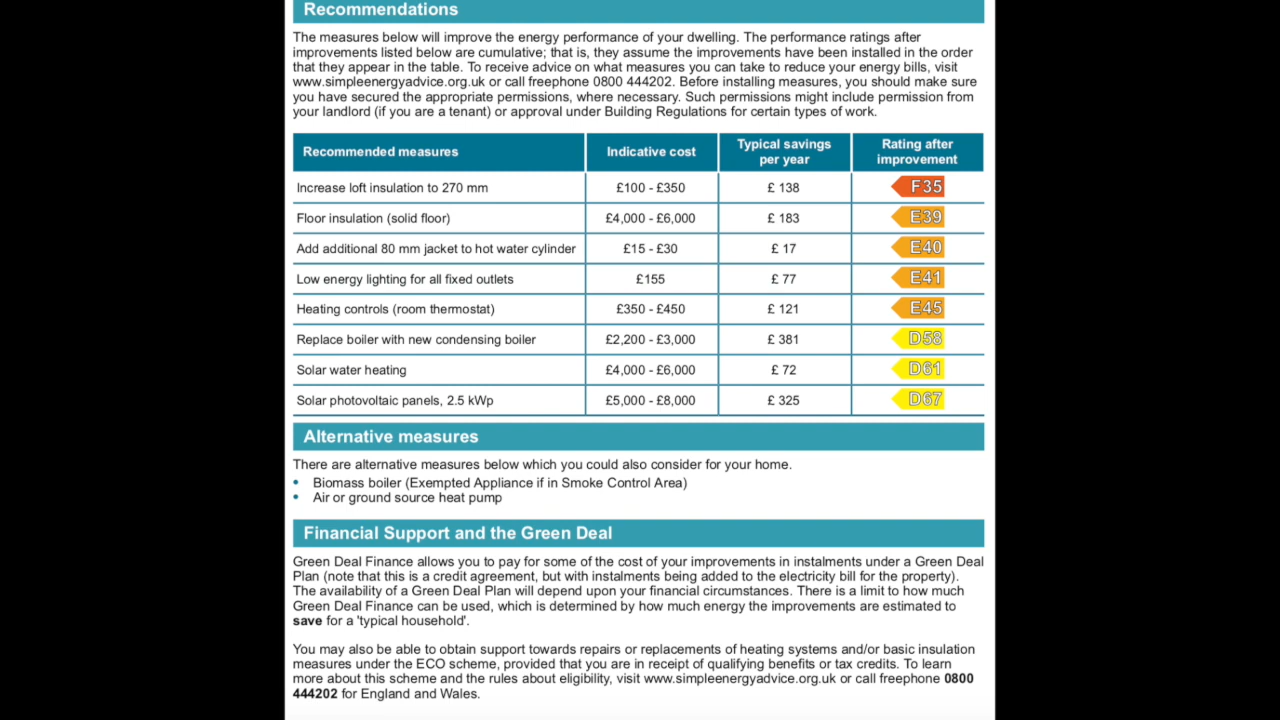 Recommendations
The measures below will improve the energy performance of your dwelling. The performance ratings after
improvements listed below are cumulative; that is, they assume the improvements have been installed in the order
that they appear in the table. To receive advice on what measures you can take to reduce your energy bills, visit
www.simpleenergyadvice.org.uk or call freephone 0800 444202. Before installing measures, you should make sure
you have secured the appropriate permissions, where necessary. Such permissions might include permission from
your landlord (if you are a tenant) or approval under Building Regulations for certain types of work.
Recommended measures Indicative cost Typical savings per year Rating after improvement
Increase loft insulation to 270 mm £100 - £350 £ 138 F35
Floor insulation (solid floor) £4,000 - £6,000 £ 183 E39
Add additional 80 mm jacket to hot water cylinder £15 - £30 £ 17 E40
Low energy lighting for all fixed outlets £155 £ 77 E41
Heating controls (room thermostat) £350 - £450 £ 121 E45
Replace boiler with new condensing boiler £2,200 - £3,000 £ 381 D58
Solar water heating £4,000 - £6,000 £ 72 D61
Solar photovoltaic panels, 2.5 kWp £5,000 - £8,000 £ 325 D67
Alternative measures
There are alternative measures below which you could also consider for your home.
• Biomass boiler (Exempted Appliance if in Smoke Control Area)
• Air or ground source heat pump
Financial Support and the Green Deal
Green Deal Finance allows you to pay for some of the cost of your improvements in instalments under a Green Deal
Plan (note that this is a credit agreement, but with instalments being added to the electricity bill for the property).
The availability of a Green Deal Plan will depend upon your financial circumstances. There is a limit to how much
Green Deal Finance can be used, which is determined by how much energy the improvements are estimated to
save for a 'typical household'.
You may also be able to obtain support towards repairs or replacements of heating systems and/or basic insulation
measures under the ECO scheme, provided that you are in receipt of qualifying benefits or tax credits. To learn
more about this scheme and the rules about eligibility, visit www.simpleenergyadvice.org.uk or call freephone 0800
444202 for England and Wales.